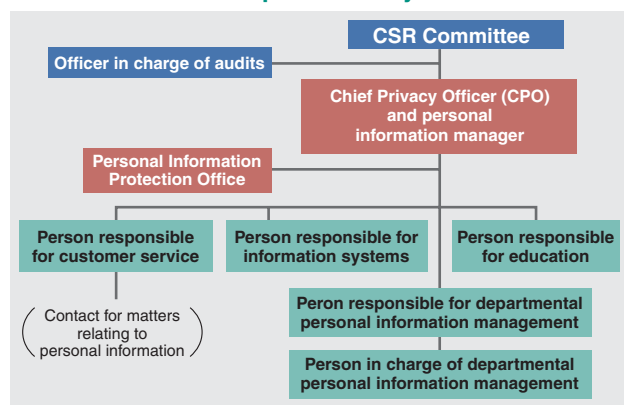 CSR Committee
Officer in charge of audits
Chief Privacy Officer (CPO)
and personal
information manager
Personal Information
Protection Office
Person responsible
for customer service
Person responsible for
information systems
Person responsible
for education
(Contact for matters
relating to
personal information)
Peron responsible for departmental
personal information management
Person in charge of departmental
personal information management